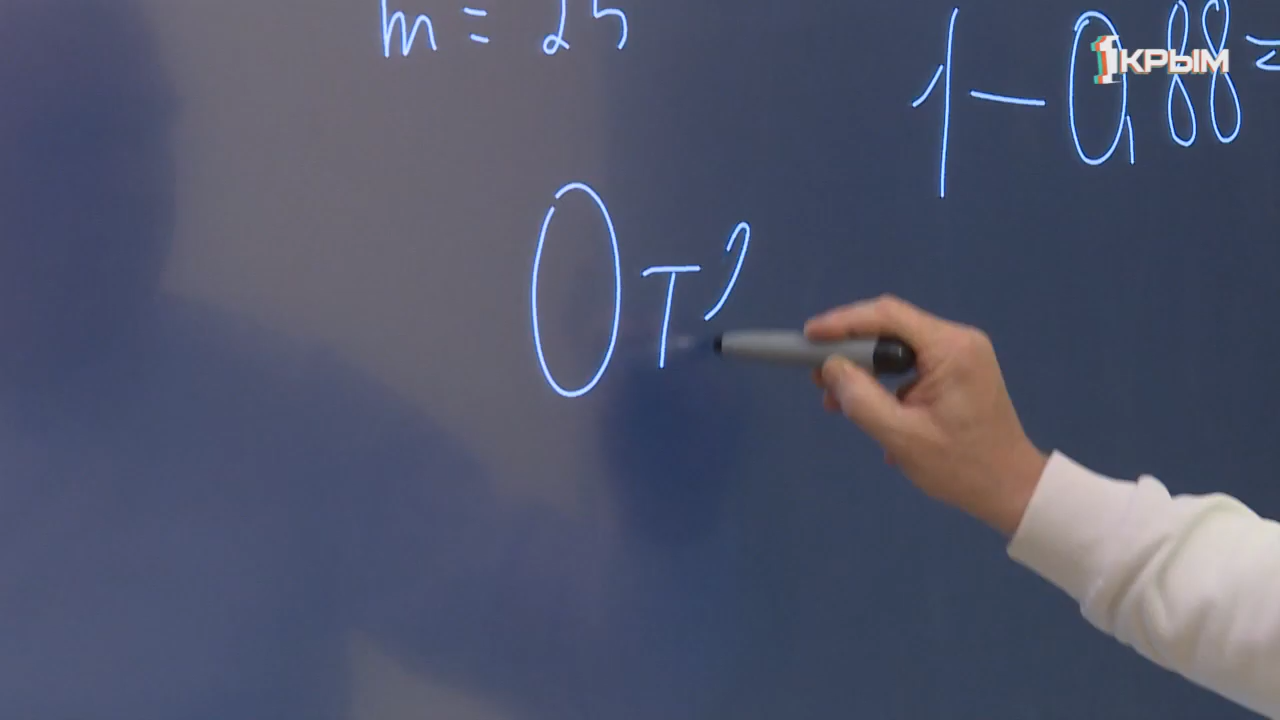 m = 25
1 - 0,88 =
От
1КРЫМ